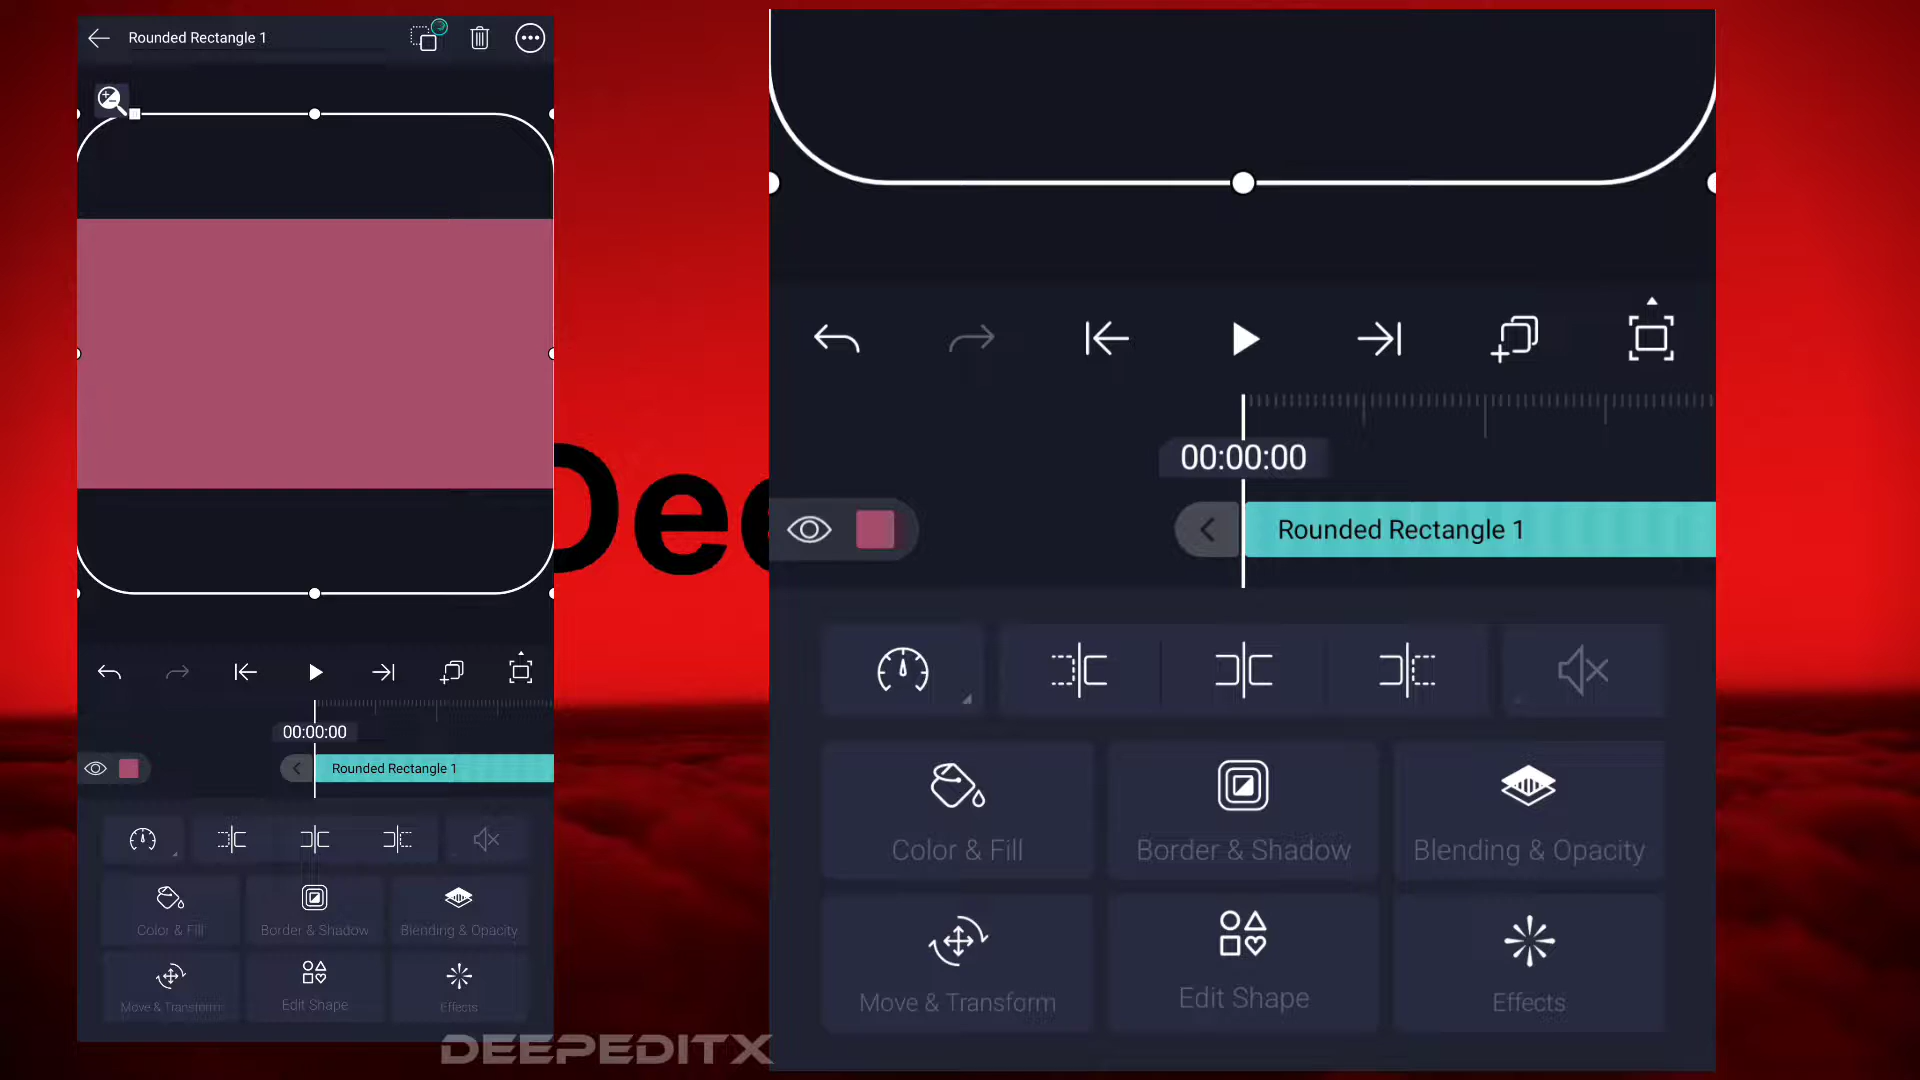 Rounded Rectangle 1
00:00:00
Rounded Rectangle 1
Color & Fill
Border & Shadow
Blending & Opacity
Move & Transform
Edit Shape
Effects
Dee
00:00:00
Rounded Rectangle 1
Color & Fill
Border & Shadow
Blending & Opacity
Move & Transform
Edit Shape
Effects
DEEPEDITX